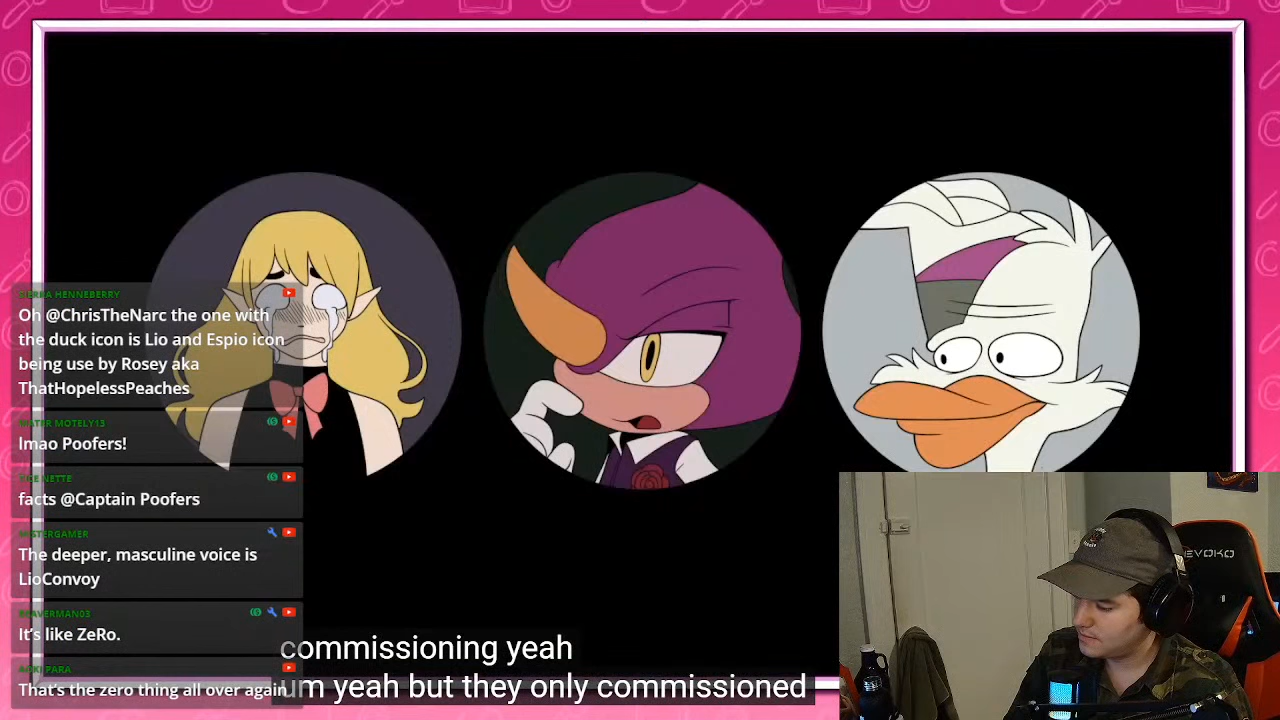 Oh @ChrisTheNarc the one with
the duck icon is Lio and Espio icon
being use by Rosey aka
ThatHopelessPeaches
lmao Poofers!
facts @Captain Poofers
The deeper, masculine voice is
LioConvoy
It's like ZeRo.
That's the zero thing all over again
commissioning yeah
um yeah but they only commissioned
EVOKO